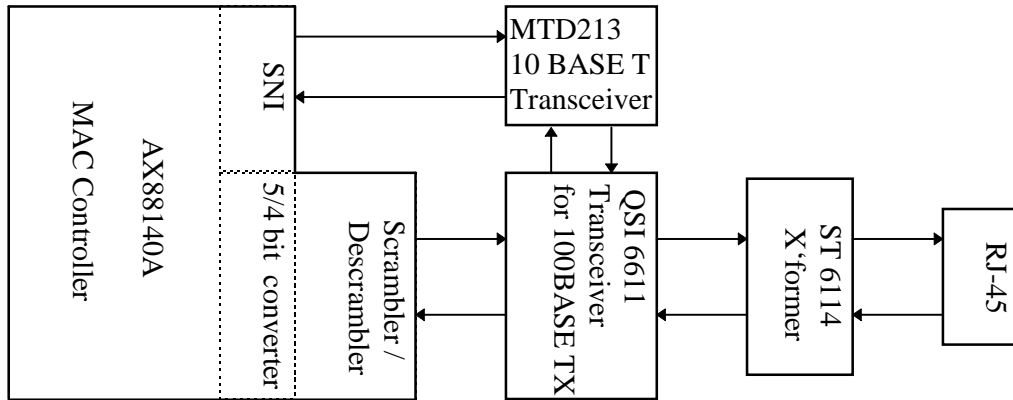 AX88140A
MAC Controller
SNI
5/4 bit converter
Scrambler /
Descrambler
MTD213
10 BASE T
Transceiver
QSI 6611
Transceiver
for 100BASE TX
ST 6114
X‘former
RJ-45